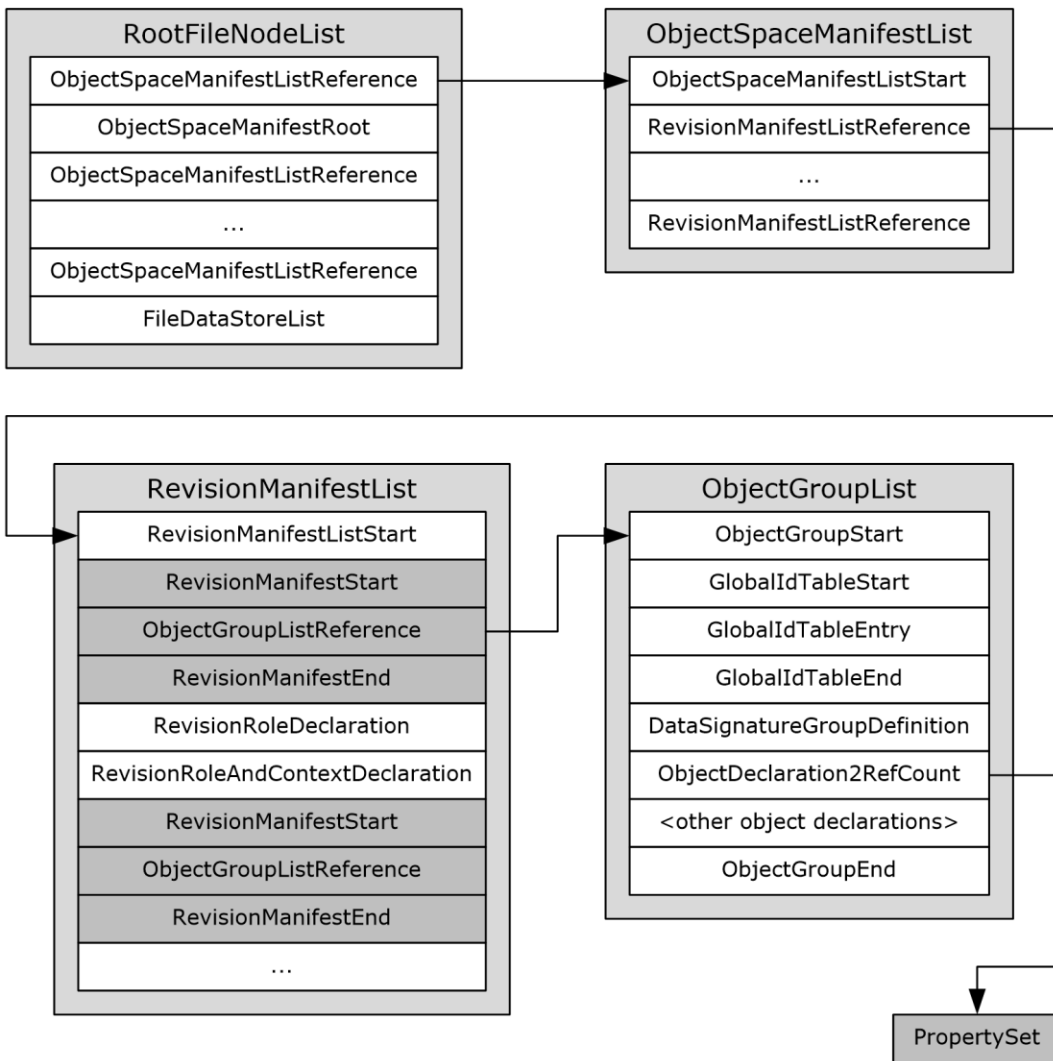 RootFileNodeList
ObjectSpaceManifestListReference
ObjectSpaceManifestRoot
ObjectSpaceManifestListReference
...
ObjectSpaceManifestListReference
FileDataStoreList
ObjectSpaceManifestList
ObjectSpaceManifestListStart
RevisionManifestListReference
...
RevisionManifestListReference
RevisionManifestList
RevisionManifestListStart
RevisionManifestStart
ObjectGroupListReference
RevisionManifestEnd
RevisionRoleDeclaration
RevisionRoleAndContextDeclaration
RevisionManifestStart
ObjectGroupListReference
RevisionManifestEnd
...
ObjectGroupList
ObjectGroupStart
GlobalIdTableStart
GlobalIdTableEntry
GlobalIdTableEnd
DataSignatureGroupDefinition
ObjectDeclaration2RefCount
<other object declarations>
ObjectGroupEnd
PropertySet